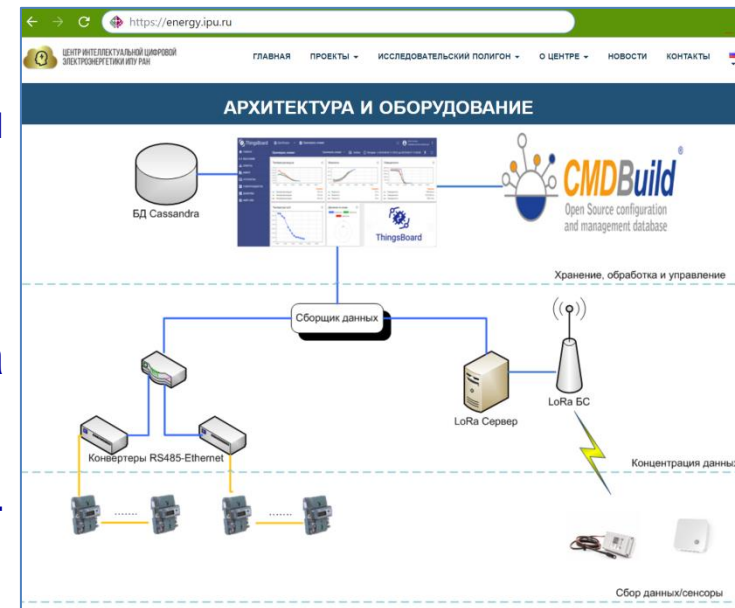 https://energy.ipu.ru
ЦЕНТР ИНТЕЛЛЕКТУАЛЬНОЙ ЦИФРОВОЙ
ЭЛЕКТРОЭНЕРГЕТИКИ ИПУ РАН
ГЛАВНАЯ ПРОЕКТЫ ИССЛЕДОВАТЕЛЬСКИЙ ПОЛИГОН О ЦЕНТРЕ НОВОСТИ КОНТАКТЫ
АРХИТЕКТУРА И ОБОРУДОВАНИЕ
ThingsBoard
БД Cassandra
ThingsBoard
CMDBuild ®
Open Source configuration
and management database
Хранение, обработка и управление
Сборщик данных
LoRa Сервер
LoRa БС
Конвертеры RS485-Ethernet
Концентрация данных
........ ........
Сбор данных/сенсоры